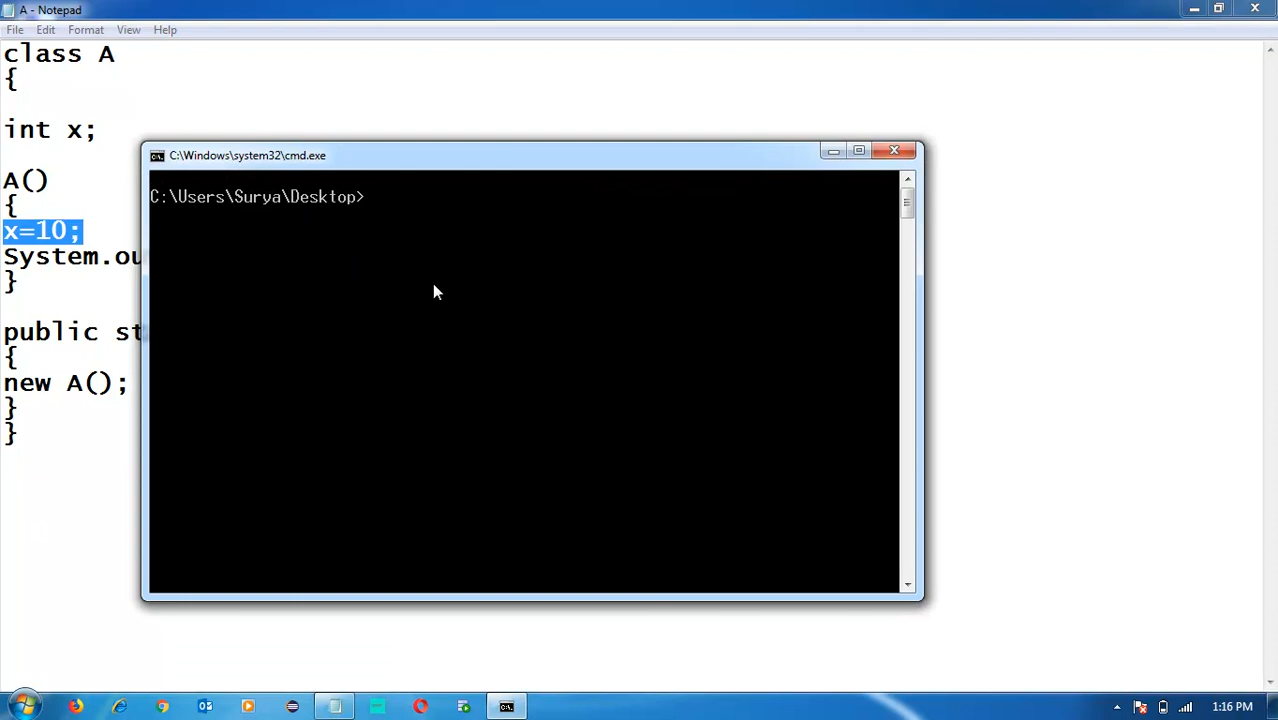 A - Notepad
File Edit Format View Help
class A
{
int x;
A()
{
x=10;
System.ou
}
public st
{
new A();
}
}
C:\Windows\system32\cmd.exe
C:\Users\Surya\Desktop>
1:16 PM